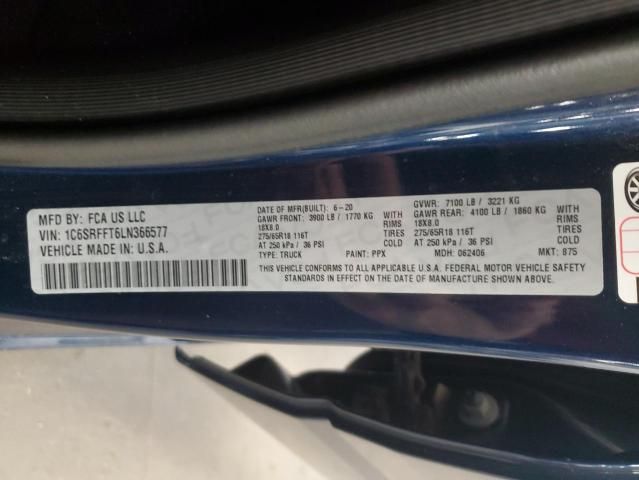 MFD BY: FCA US LLC
VIN: 1C6SRFFT6LN366577
VEHICLE MADE IN U.S.A.
DATE OF MFR(BUILT): 6-20 GVWR: 7100 LB / 3221 KG
GAWR FRONT: 3900 LB / 1770 KG WITH GAWR REAR: 4100 LB / 1860 KG WITH
18X8.0 RIMS 18X8.0 RIMS
275/65R18 116T TIRES 275/65R18 116T TIRES
AT 250 kPa / 36 PSI AT 250 kPa / 36 PSI
TYPE: TRUCK PAINT: PPX MDH: 062406 MKT: 875
THIS VEHICLE CONFORMS TO ALL APPLICABLE U.S.A. FEDERAL MOTOR VEHICLE SAFETY
STANDARDS IN EFFECT ON THE DATE OF MANUFACTURE SHOWN ABOVE.